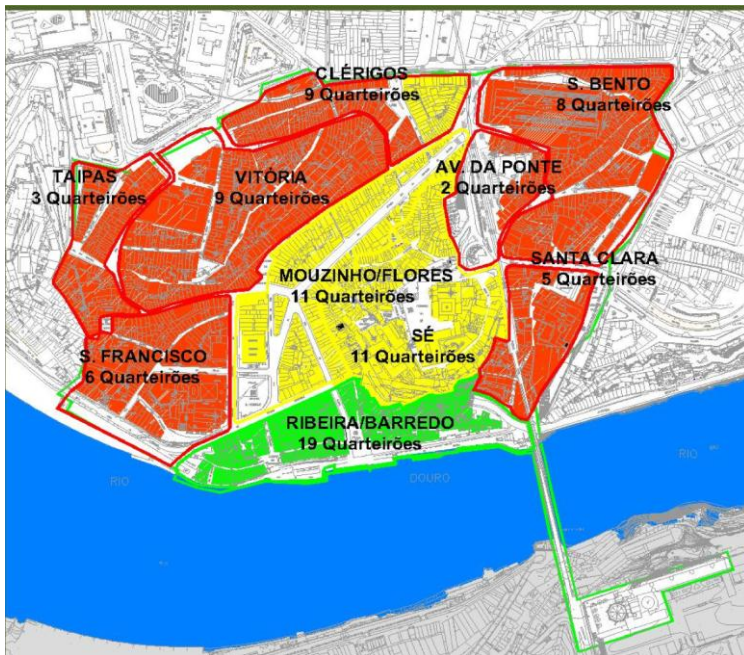 CLÉRIGOS
9 Quarteirões
S. BENTO
8 Quarteirões
TAIPAS
3 Quarteirões
VITÓRIA
9 Quarteirões
AV. DA PONTE
2 Quarteirões
SANTA CLARA
5 Quarteirões
MOUZINHO/FLORES
11 Quarteirões
SÉ
11 Quarteirões
S. FRANCISCO
6 Quarteirões
RIBEIRA/BARREDO
19 Quarteirões
RIO
DOURO
RIO